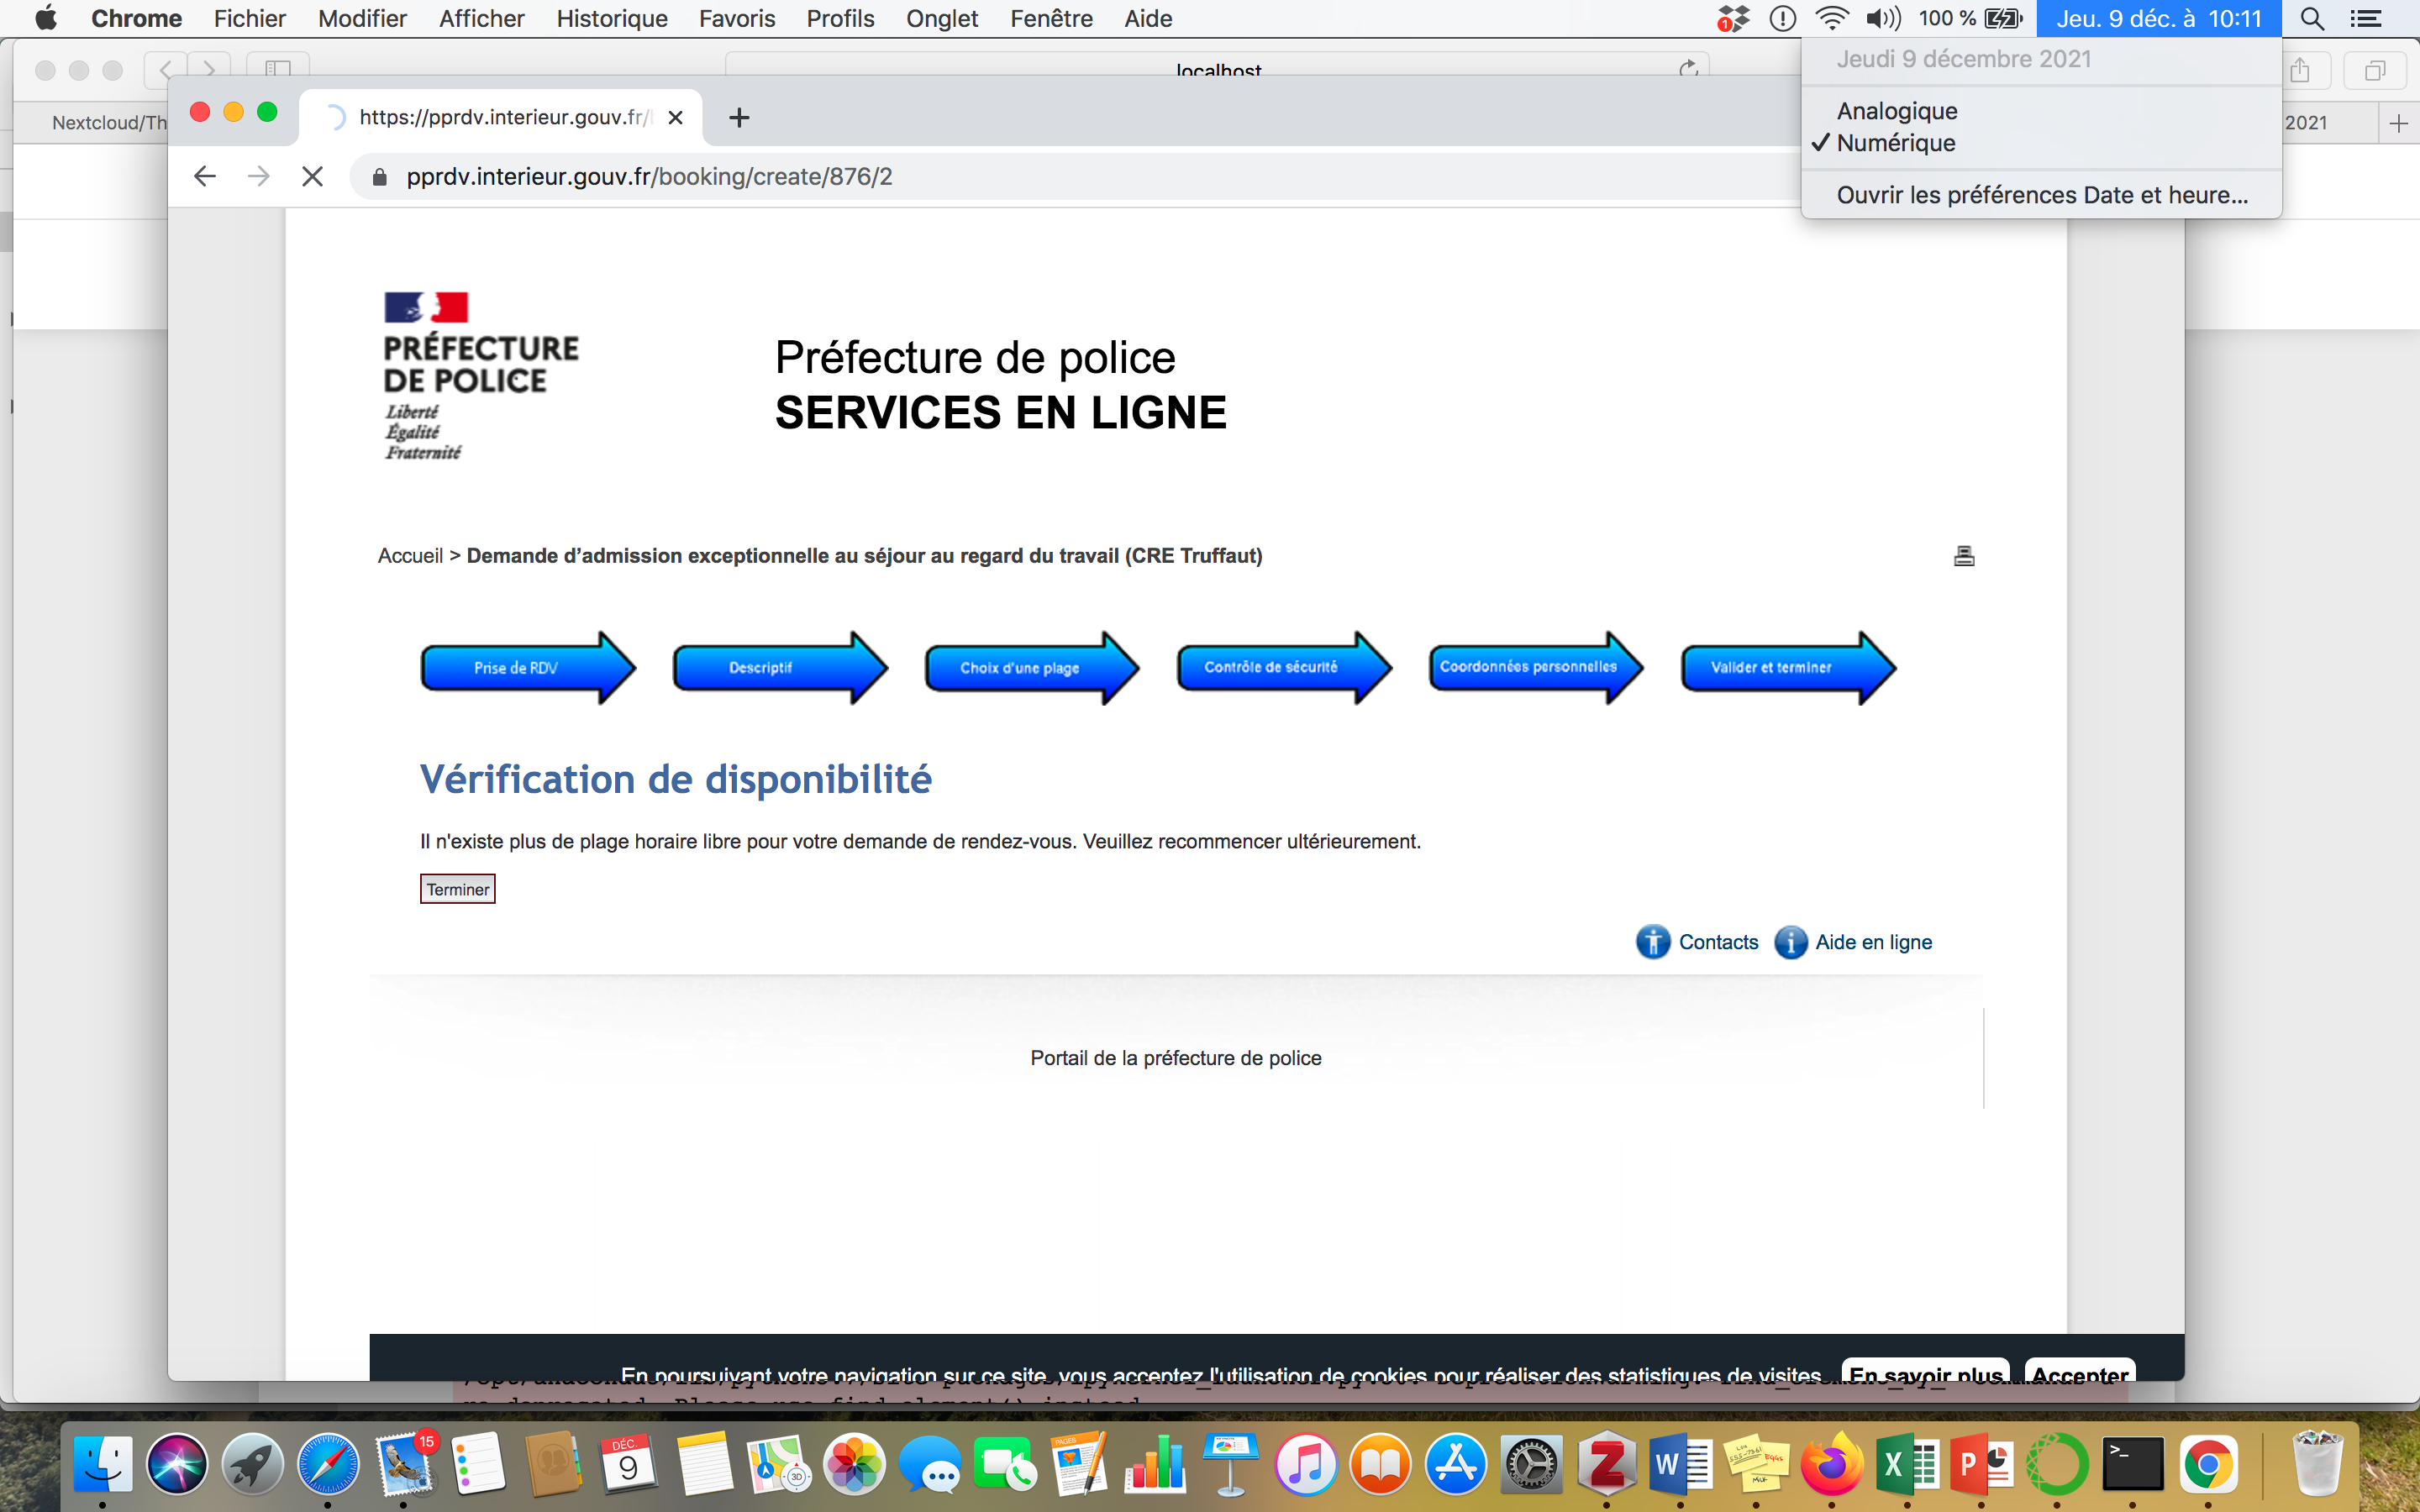 Chrome Fichier Modifier Afficher Historique Favoris Profils Onglet Fenêtre Aide 1 100 % Jeu. 9 déc. à 10:11
Jeudi 9 décembre 2021
Analogique
✓ Numérique
Ouvrir les préférences Date et heure...
localhost
Nextcloud/Th
2021
https://pprdv.interieur.gouv.fr/
pprdv.interieur.gouv.fr/booking/create/876/2
PRÉFECTURE
DE POLICE
Liberté
Égalité
Fraternité
Préfecture de police
SERVICES EN LIGNE
Accueil > Demande d’admission exceptionnelle au séjour au regard du travail (CRE Truffaut)
Prise de RDV
Descriptif
Choix d'une plage
Contrôle de sécurité
Coordonnées personnelles
Valider et terminer
Vérification de disponibilité
Il n'existe plus de plage horaire libre pour votre demande de rendez-vous. Veuillez recommencer ultérieurement.
Terminer
Contacts
Aide en ligne
Portail de la préfecture de police
En poursuivant votre navigation sur ce site, vous acceptez l'utilisation de cookies pour réaliser des statistiques de visites
En savoir plus
Accepter
15
DÉC.
9
3D
PAGES